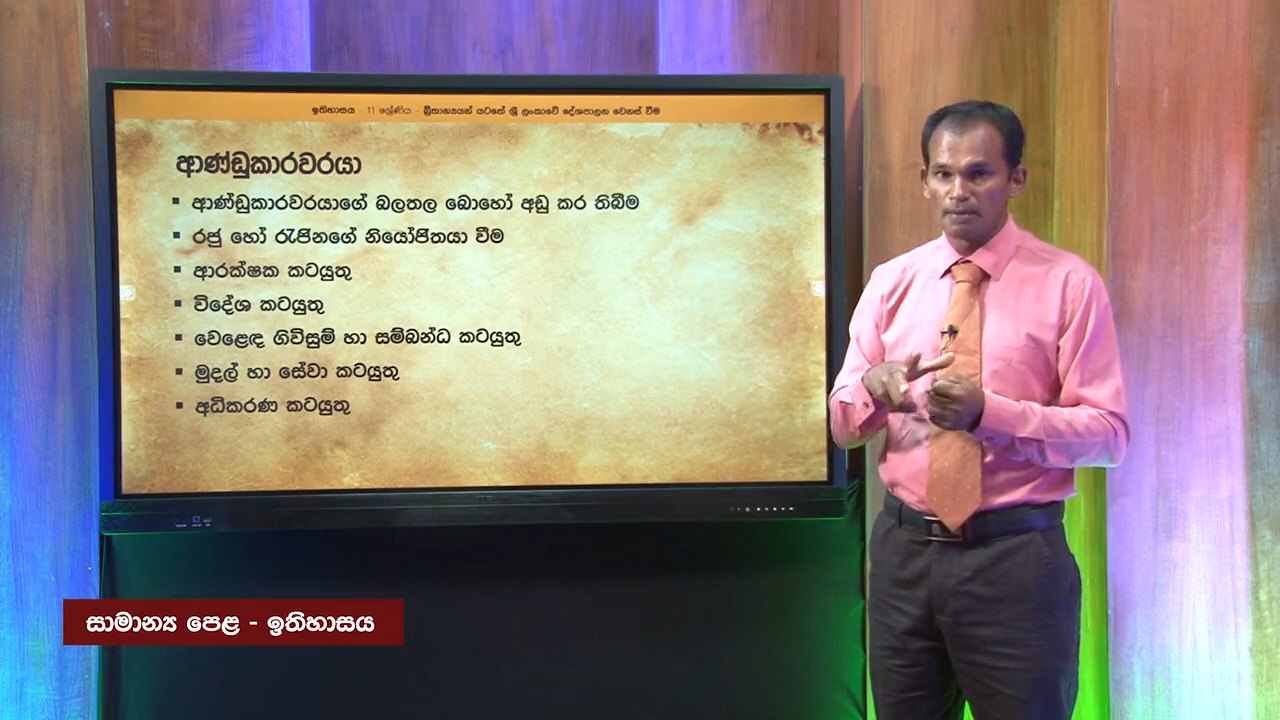 ඉතිහාසය - 11 ශ්‍රේණිය - බ්‍රිතාන්‍යයන් යටතේ ශ්‍රී ලංකාවේ දේශපාලන වෙනස් වීම
ආණ්ඩුකාරවරයා
▪ ආණ්ඩුකාරවරයාගේ බලතල බොහෝ අඩු කර තිබීම
▪ රජු හෝ රැජිනගේ නියෝජිතයා වීම
▪ ආරක්ෂක කටයුතු
▪ විදේශ කටයුතු
▪ වෙළෙඳ ගිවිසුම් හා සම්බන්ධ කටයුතු
▪ මුදල් හා සේවා කටයුතු
▪ අධිකරණ කටයුතු
සාමාන්‍ය පෙළ - ඉතිහාසය